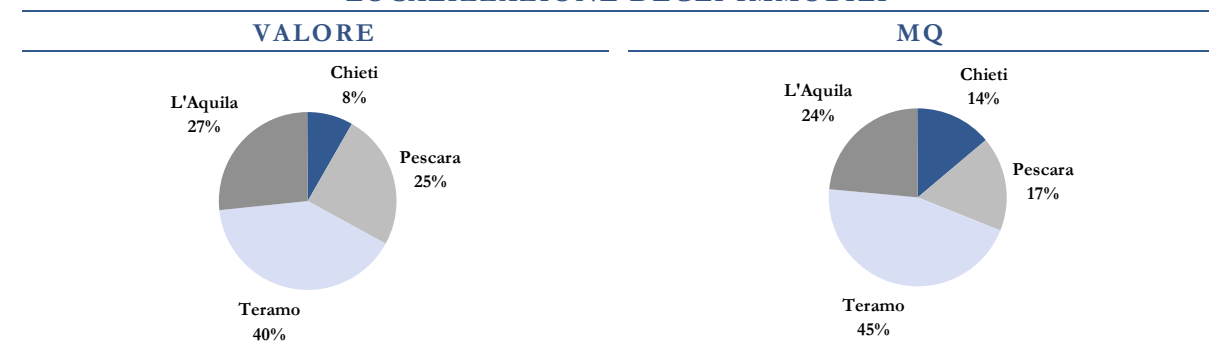 VALORE
MQ
Chieti
8%
L'Aquila
27%
Pescara
25%
Teramo
40%
Chieti
14%
L'Aquila
24%
Pescara
17%
Teramo
45%